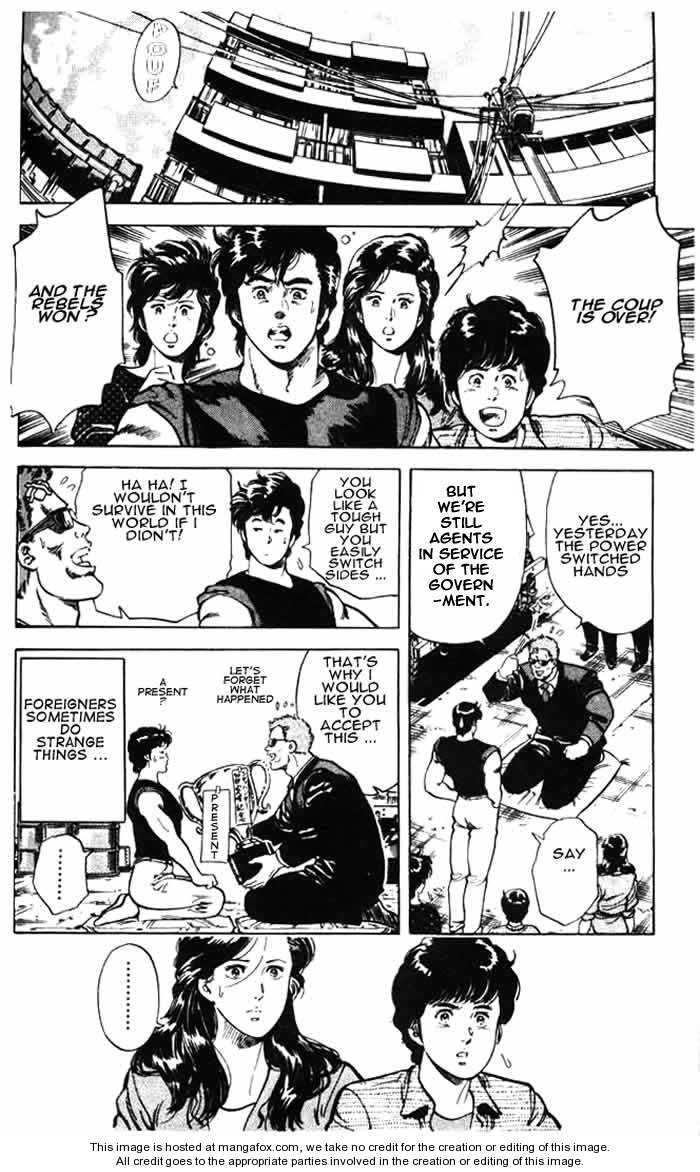 POUF
THE COUP
IS OVER!
AND THE
REBELS
WON?
YES...
YESTERDAY
THE POWER
SWITCHED
HANDS
BUT
WE'RE
STILL
AGENTS
IN SERVICE
OF THE
GOVERN
-MENT.
SAY
...
YOU
LOOK
LIKE A
TOUGH
GUY BUT
YOU
EASILY
SWITCH
SIDES ...
HA HA! I
WOULDN'T
SURVIVE IN THIS
WORLD IF I
DIDN'T!
THAT'S
WHY I
WOULD
LIKE YOU
TO
ACCEPT
THIS ...
LET'S
FORGET
WHAT
HAPPENED
A
PRESENT
?
PRESENT
FOREIGNERS
SOMETIMES
DO
STRANGE
THINGS ...
......
........
This image is hosted at mangafox.com, we take no credit for the creation or editing of this image.
All credit goes to the appropriate parties involved in the creation or editing of this image.